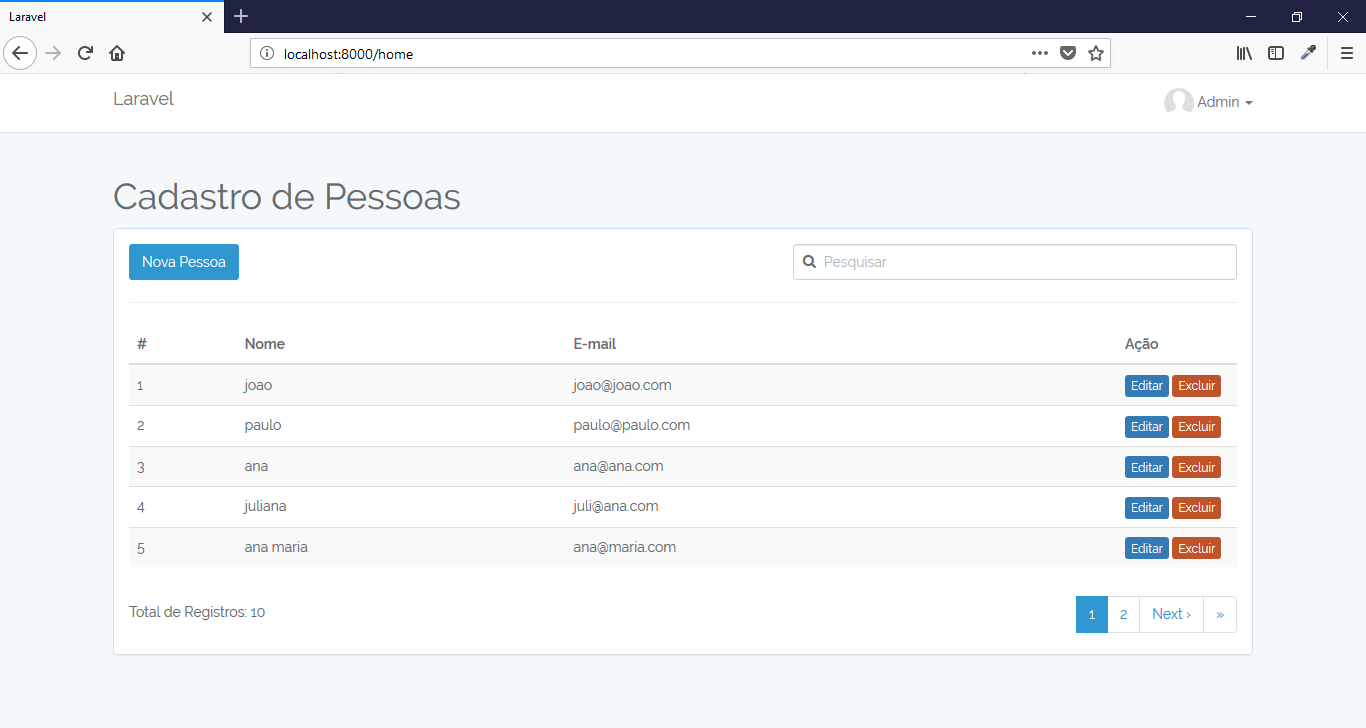 Laravel
localhost:8000/home
Laravel
Admin
Cadastro de Pessoas
Nova Pessoa
Pesquisar
# Nome E-mail Ação
1 joao joao@joao.com Editar Excluir
2 paulo paulo@paulo.com Editar Excluir
3 ana ana@ana.com Editar Excluir
4 juliana juli@ana.com Editar Excluir
5 ana maria ana@maria.com Editar Excluir
Total de Registros: 10
1 2 Next › »